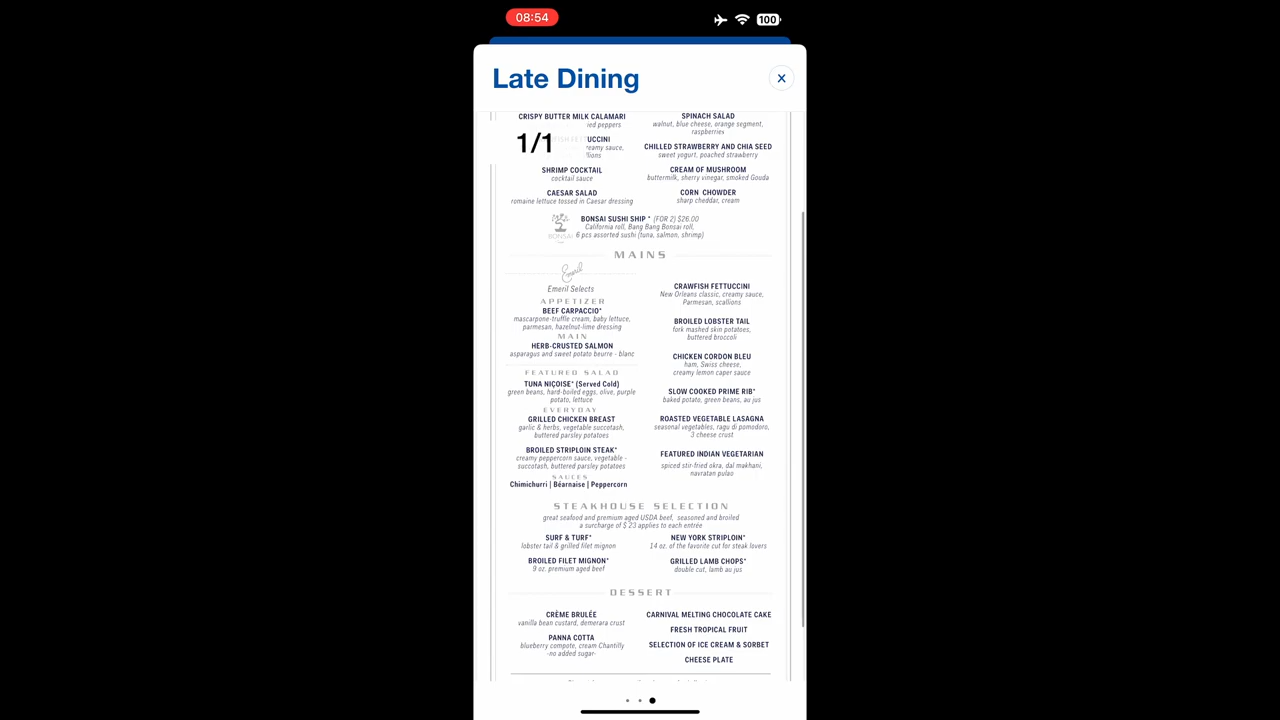 08:54
100
Late Dining
CRISPY BUTTER MILK CALAMARI
ied peppers
1/1
UCCINI
reamy sauce,
llions
SHRIMP COCKTAIL
cocktail sauce
CAESAR SALAD
romaine lettuce tossed in Caesar dressing
SPINACH SALAD
walnut, blue cheese, orange segment,
raspberries
CHILLED STRAWBERRY AND CHIA SEED
sweet yogurt, poached strawberry
CREAM OF MUSHROOM
buttermilk, sherry vinegar, smoked Gouda
CORN CHOWDER
sharp cheddar, cream
BONSAI
BONSAI SUSHI SHIP * (FOR 2) $26.00
California roll, Bang Bang Bonsai roll,
6 pcs assorted sushi (tuna, salmon, shrimp)
MAINS
Emeril
Emeril Selects
APPETIZER
BEEF CARPACCIO*
mascarpone-truffle cream, baby lettuce,
parmesan, hazelnut-lime dressing
MAIN
HERB-CRUSTED SALMON
asparagus and sweet potato beurre - blanc
FEATURED SALAD
TUNA NIÇOISE* (Served Cold)
green beans, hard-boiled eggs, olive, purple
potato, lettuce
EVERYDAY
GRILLED CHICKEN BREAST
garlic & herbs, vegetable succotash,
buttered parsley potatoes
BROILED STRIPLOIN STEAK*
creamy peppercorn sauce, vegetable -
succotash, buttered parsley potatoes
SAUCES
Chimichurri | Béarnaise | Peppercorn
CRAWFISH FETTUCCINI
New Orleans classic, creamy sauce,
Parmesan, scallions
BROILED LOBSTER TAIL
fork mashed skin potatoes,
buttered broccoli
CHICKEN CORDON BLEU
ham, Swiss cheese,
creamy lemon caper sauce
SLOW COOKED PRIME RIB*
baked potato, green beans, au jus
ROASTED VEGETABLE LASAGNA
seasonal vegetables, ragu di pomodoro,
3 cheese crust
FEATURED INDIAN VEGETARIAN
spiced stir-fried okra, dal makhani,
navratan pulao
STEAKHOUSE SELECTION
great seafood and premium aged USDA beef, seasoned and broiled
a surcharge of $ 23 applies to each entrée
SURF & TURF*
lobster tail & grilled filet mignon
BROILED FILET MIGNON*
9 oz. premium aged beef
NEW YORK STRIPLOIN*
14 oz. of the favorite cut for steak lovers
GRILLED LAMB CHOPS*
double cut, lamb au jus
DESSERT
CRÈME BRULÉE
vanilla bean custard, demerara crust
PANNA COTTA
blueberry compote, cream Chantilly
-no added sugar-
CARNIVAL MELTING CHOCOLATE CAKE
FRESH TROPICAL FRUIT
SELECTION OF ICE CREAM & SORBET
CHEESE PLATE